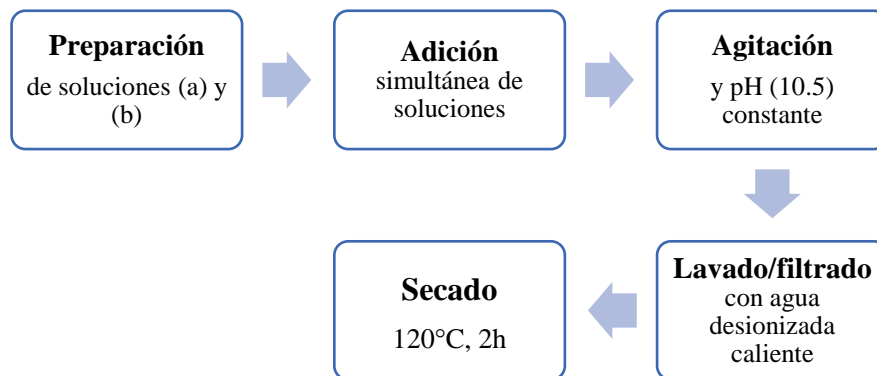 Preparación
de soluciones (a) y
(b)
Adición
simultánea de
soluciones
Agitación
y pH (10.5)
constante
Lavado/filtrado
con agua
desionizada
caliente
Secado
120°C, 2h